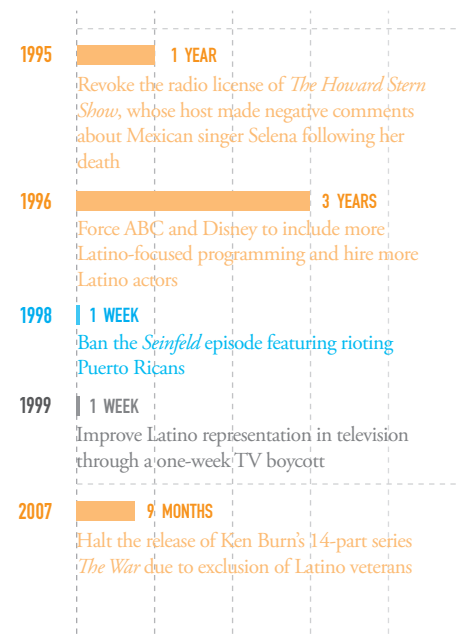 1995 1 YEAR
Revoke the radio license of The Howard Stern
Show, whose host made negative comments
about Mexican singer Selena following her
death
1996 3 YEARS
Force ABC and Disney to include more
Latino-focused programming and hire more
Latino actors
1998 1 WEEK
Ban the Seinfeld episode featuring rioting
Puerto Ricans
1999 1 WEEK
Improve Latino representation in television
through a one-week TV boycott
2007 9 MONTHS
Halt the release of Ken Burn’s 14-part series
The War due to exclusion of Latino veterans